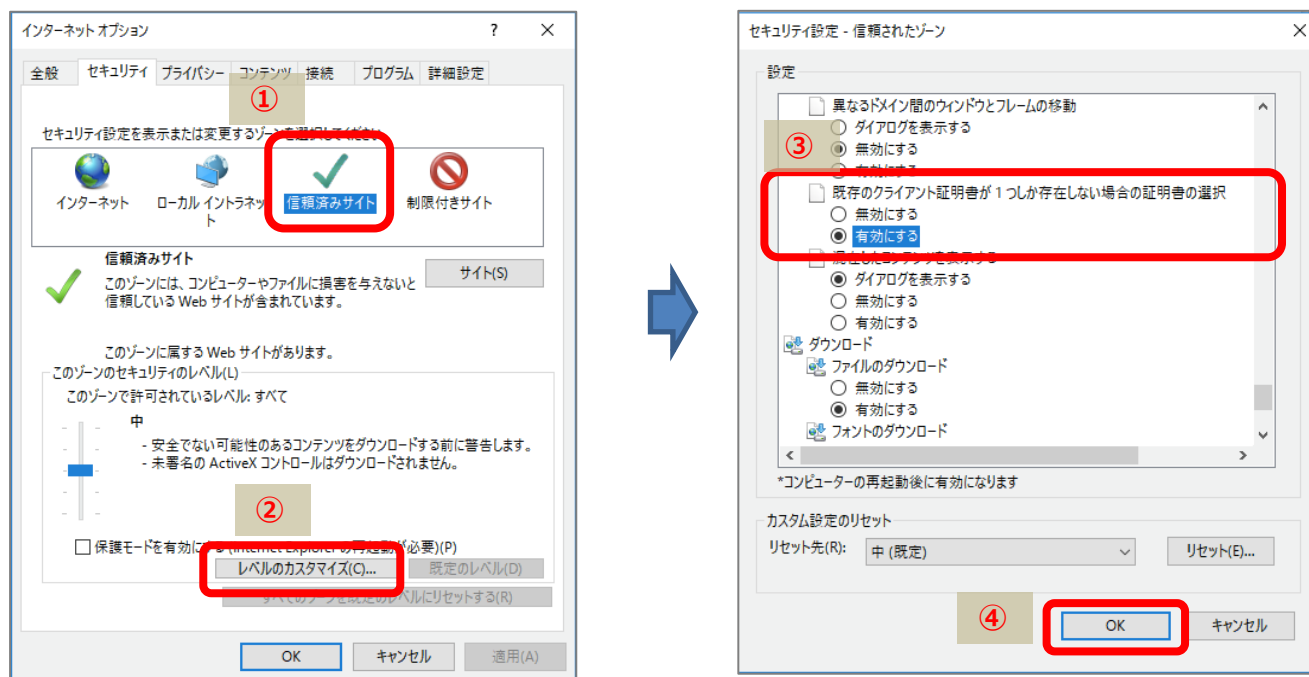 インターネット オプション
?
×
全般
セキュリティ
プライバシー
コンテンツ
接続
プログラム
詳細設定
①
セキュリティ設定を表示または変更するゾーンを選択してください
インターネット
ローカル イントラネッ
ト
信頼済みサイト
制限付きサイト
信頼済みサイト
このゾーンには、コンピューターやファイルに損害を与えないと
信頼している Web サイトが含まれています。
サイト(S)
このゾーンに属する Web サイトがあります。
このゾーンのセキュリティのレベル(L)
このゾーンで許可されているレベル: すべて
中
- 安全でない可能性のあるコンテンツをダウンロードする前に警告します。
- 未署名の ActiveX コントロールはダウンロードされません。
②
保護モードを有効にする (Internet Explorer の再起動が必要)(P)
レベルのカスタマイズ(C)...
既定のレベル(D)
すべてのゾーンを既定のレベルにリセットする(R)
OK
キャンセル
適用(A)
セキュリティ設定 - 信頼されたゾーン
×
設定
異なるドメイン間のウィンドウとフレームの移動
ダイアログを表示する
③
無効にする
有効にする
既存のクライアント証明書が 1 つしか存在しない場合の証明書の選択
無効にする
有効にする
混在したコンテンツを表示する
ダイアログを表示する
無効にする
有効にする
ダウンロード
ファイルのダウンロード
無効にする
有効にする
フォントのダウンロード
*コンピューターの再起動後に有効になります
カスタム設定のリセット
リセット先(R):
中 (既定)
リセット(E)...
④
OK
キャンセル